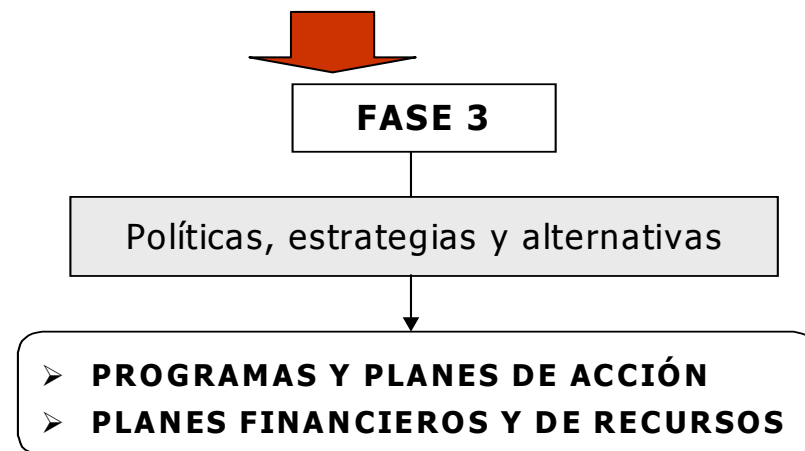 FASE 3
Políticas, estrategias y alternativas
➢ PROGRAMAS Y PLANES DE ACCIÓN
➢ PLANES FINANCIEROS Y DE RECURSOS